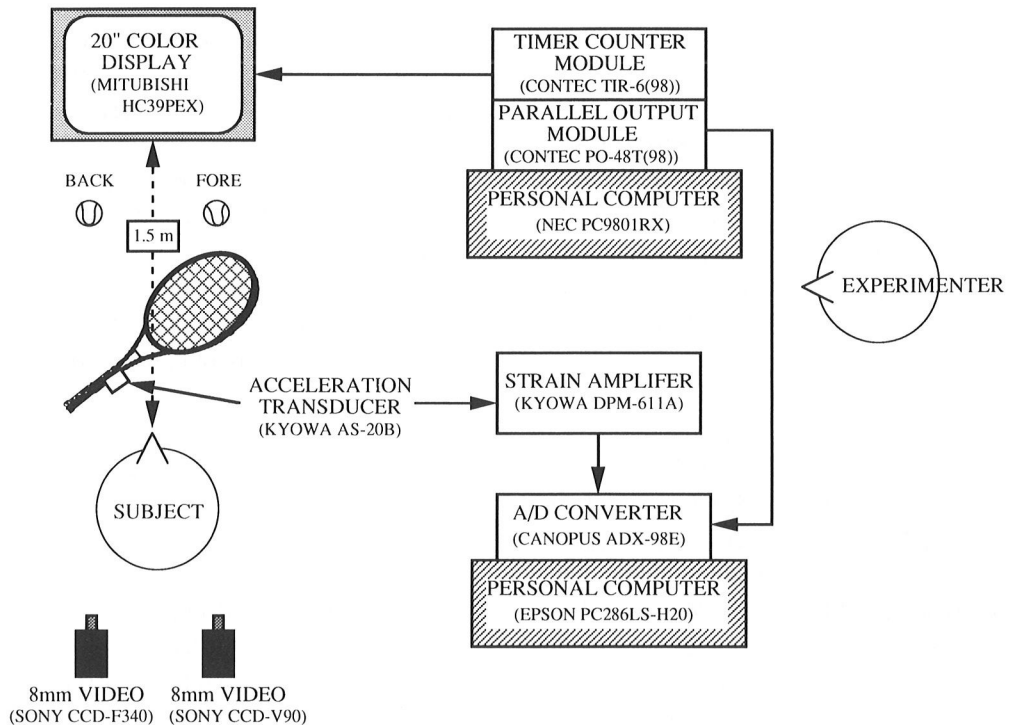 20" COLOR
DISPLAY
(MITUBISHI
HC39PEX)
TIMER COUNTER
MODULE
(CONTEC TIR-6(98))
PARALLEL OUTPUT
MODULE
(CONTEC PO-48T(98))
PERSONAL COMPUTER
(NEC PC9801RX)
BACK
FORE
1.5 m
EXPERIMENTER
ACCELERATION
TRANSDUCER
(KYOWA AS-20B)
STRAIN AMPLIFER
(KYOWA DPM-611A)
SUBJECT
A/D CONVERTER
(CANOPUS ADX-98E)
PERSONAL COMPUTER
(EPSON PC286LS-H20)
8mm VIDEO
(SONY CCD-F340)
8mm VIDEO
(SONY CCD-V90)